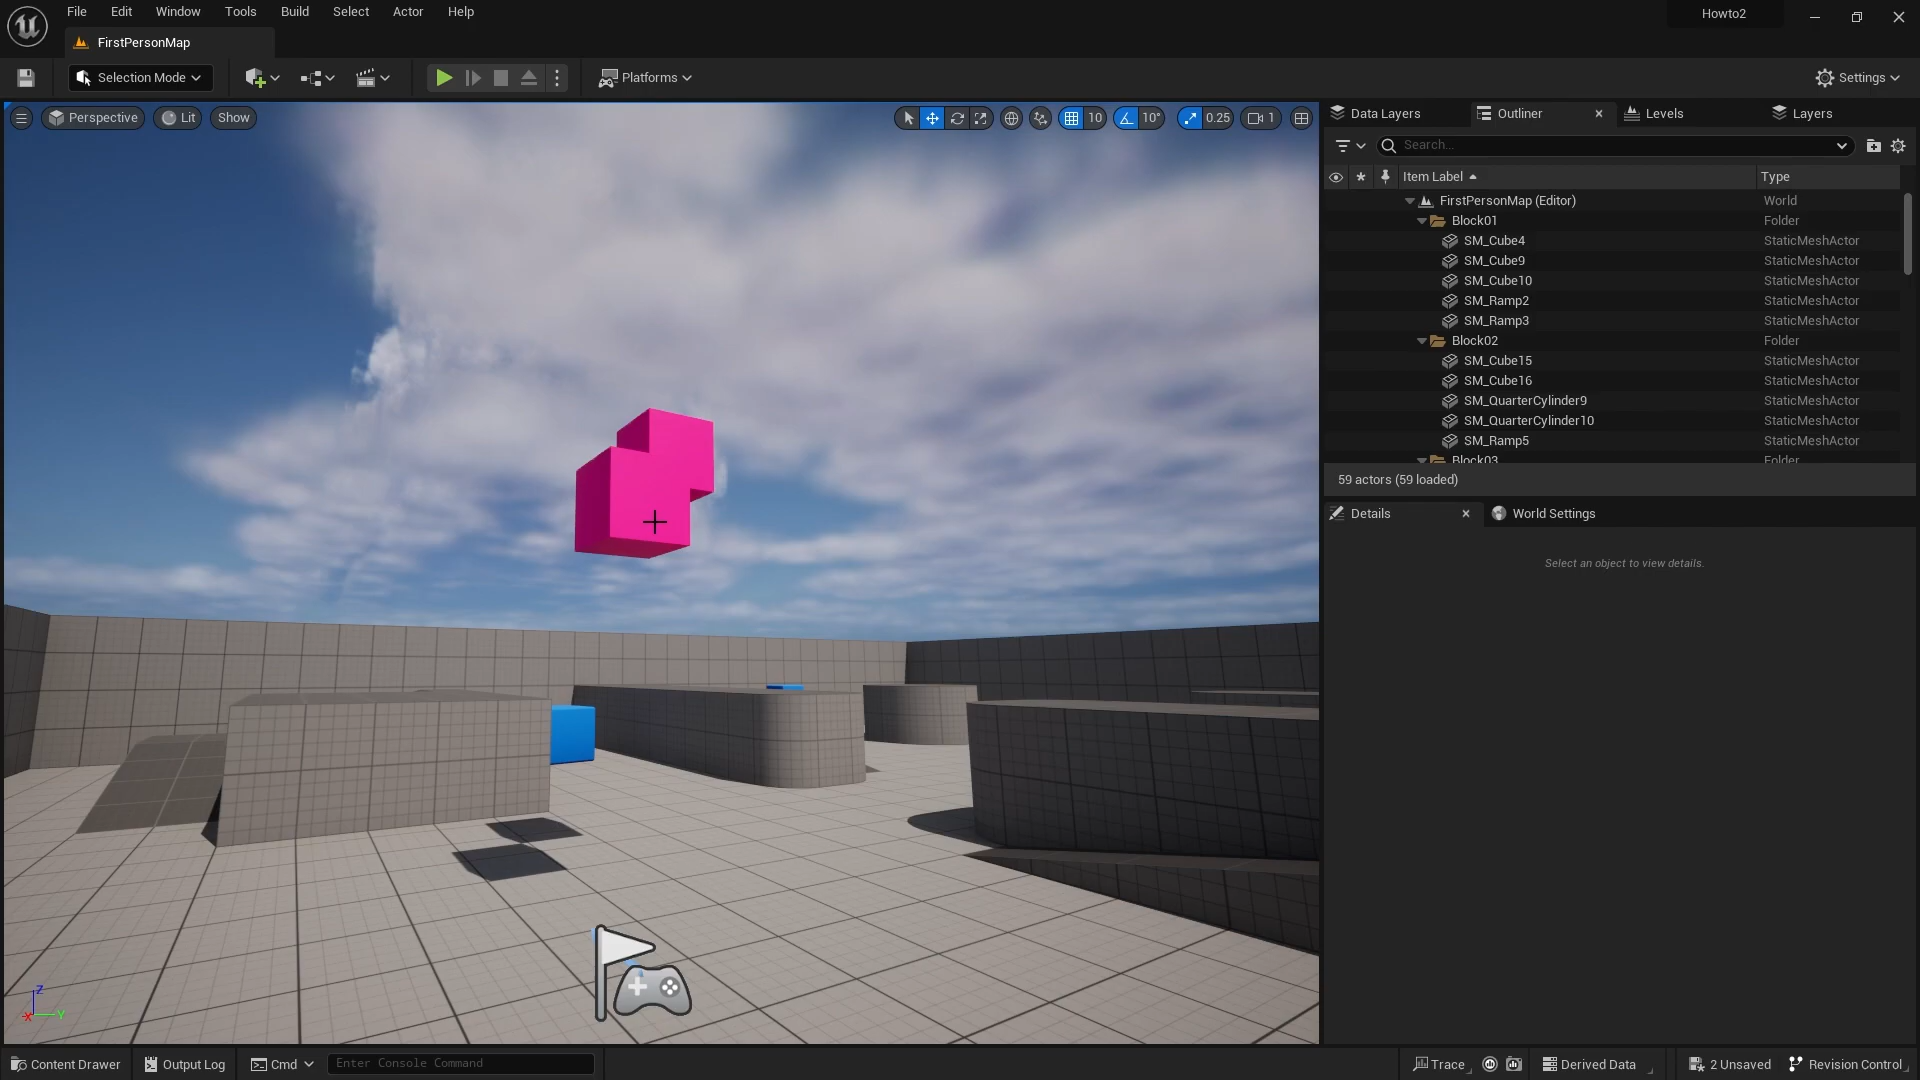 File Edit Window Tools Build Select Actor Help
Howto2
FirstPersonMap
Selection Mode
Platforms
Settings
Perspective Lit Show
10 10° 0.25 1
Data Layers Outliner Levels Layers
Search...
Item Label Type
FirstPersonMap (Editor) World
Block01 Folder
SM_Cube4 StaticMeshActor
SM_Cube9 StaticMeshActor
SM_Cube10 StaticMeshActor
SM_Ramp2 StaticMeshActor
SM_Ramp3 StaticMeshActor
Block02 Folder
SM_Cube15 StaticMeshActor
SM_Cube16 StaticMeshActor
SM_QuarterCylinder9 StaticMeshActor
SM_QuarterCylinder10 StaticMeshActor
SM_Ramp5 StaticMeshActor
Block03 Folder
59 actors (59 loaded)
Details World Settings
Select an object to view details.
Z
X Y
Content Drawer Output Log Cmd Enter Console Command
Trace Derived Data 2 Unsaved Revision Control